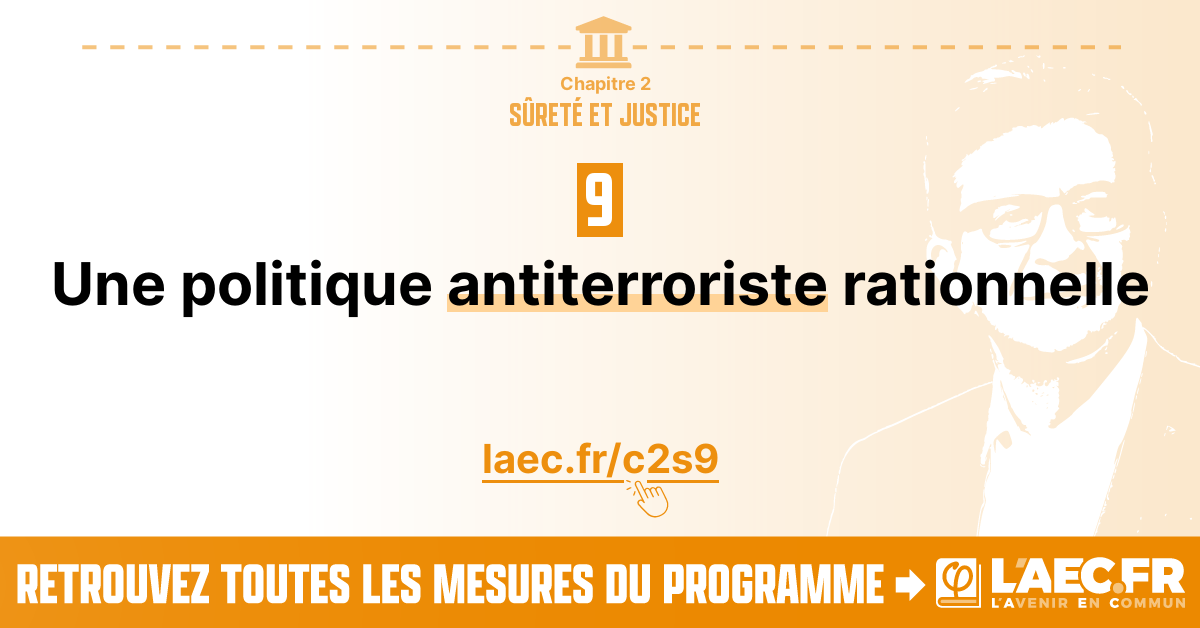 Chapitre 2
SÛRETÉ ET JUSTICE
9
Une politique antiterroriste rationnelle
laec.fr/c2s9
RETROUVEZ TOUTES LES MESURES DU PROGRAMME
φ
L'AEC.FR
L'AVENIR EN COMMUN